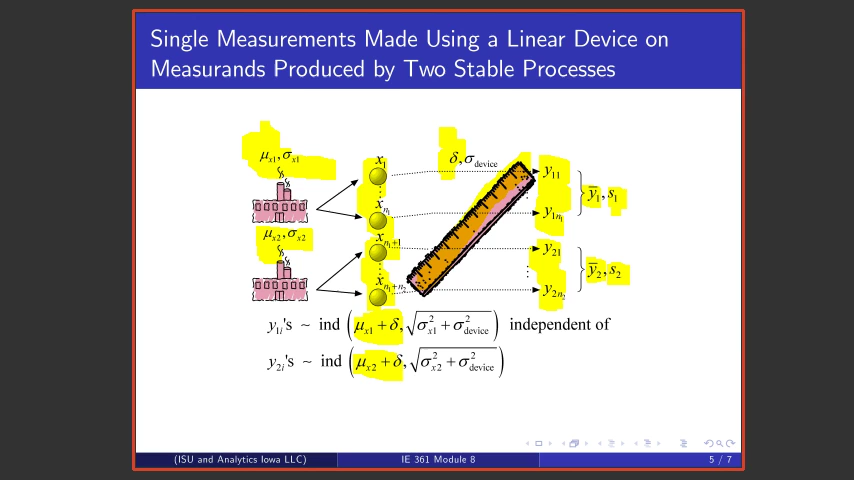 Single Measurements Made Using a Linear Device on
Measurands Produced by Two Stable Processes
μx1,σx1
x1
δ,σdevice
y11
⋮
xn1
y1n1
ȳ1,s1
μx2,σx2
xn1+1
y21
⋮
xn1+n2
y2n2
ȳ2,s2
y1i's ~ ind (μx1 + δ, √(σ²x1 + σ²device)) independent of
y2i's ~ ind (μx2 + δ, √(σ²x2 + σ²device))
(ISU and Analytics Iowa LLC) IE 361 Module 8 5 / 7